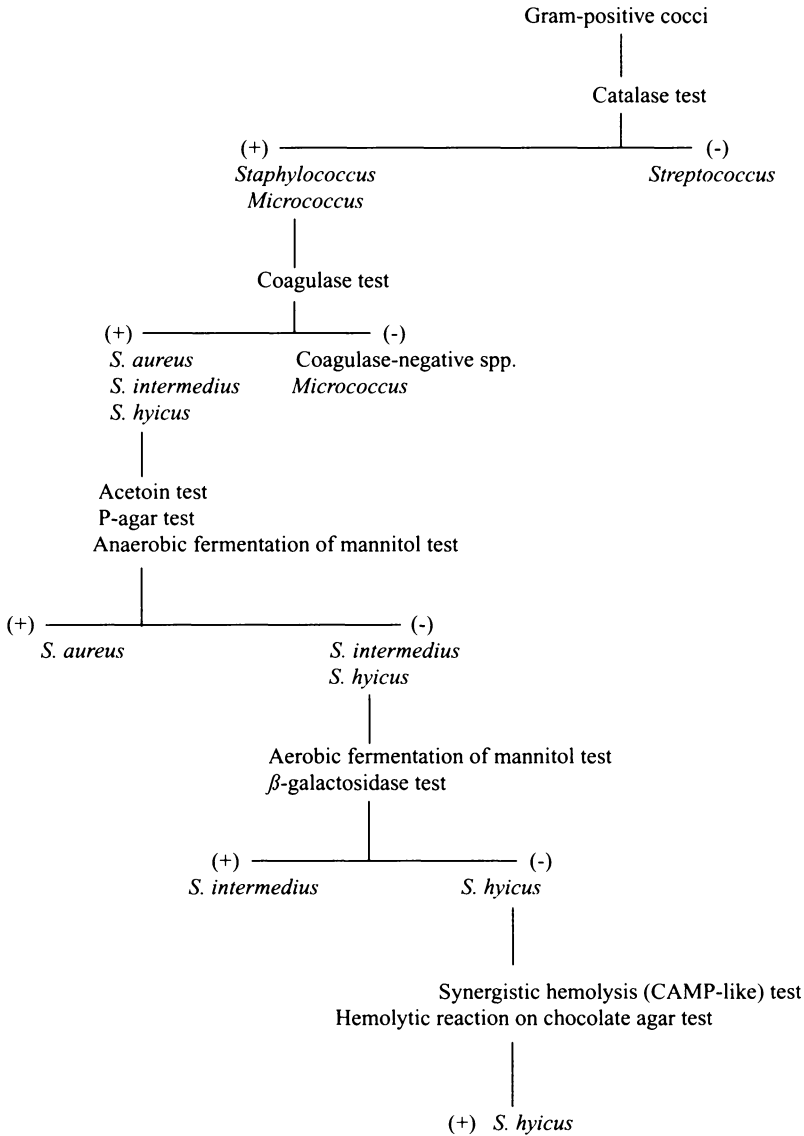 Gram-positive cocci
Catalase test
(+) (-)
Staphylococcus Streptococcus
Micrococcus
Coagulase test
(+) (-)
S. aureus Coagulase-negative spp.
S. intermedius Micrococcus
S. hyicus
Acetoin test
P-agar test
Anaerobic fermentation of mannitol test
(+) (-)
S. aureus S. intermedius
S. hyicus
Aerobic fermentation of mannitol test
β-galactosidase test
(+) (-)
S. intermedius S. hyicus
Synergistic hemolysis (CAMP-like) test
Hemolytic reaction on chocolate agar test
(+) S. hyicus